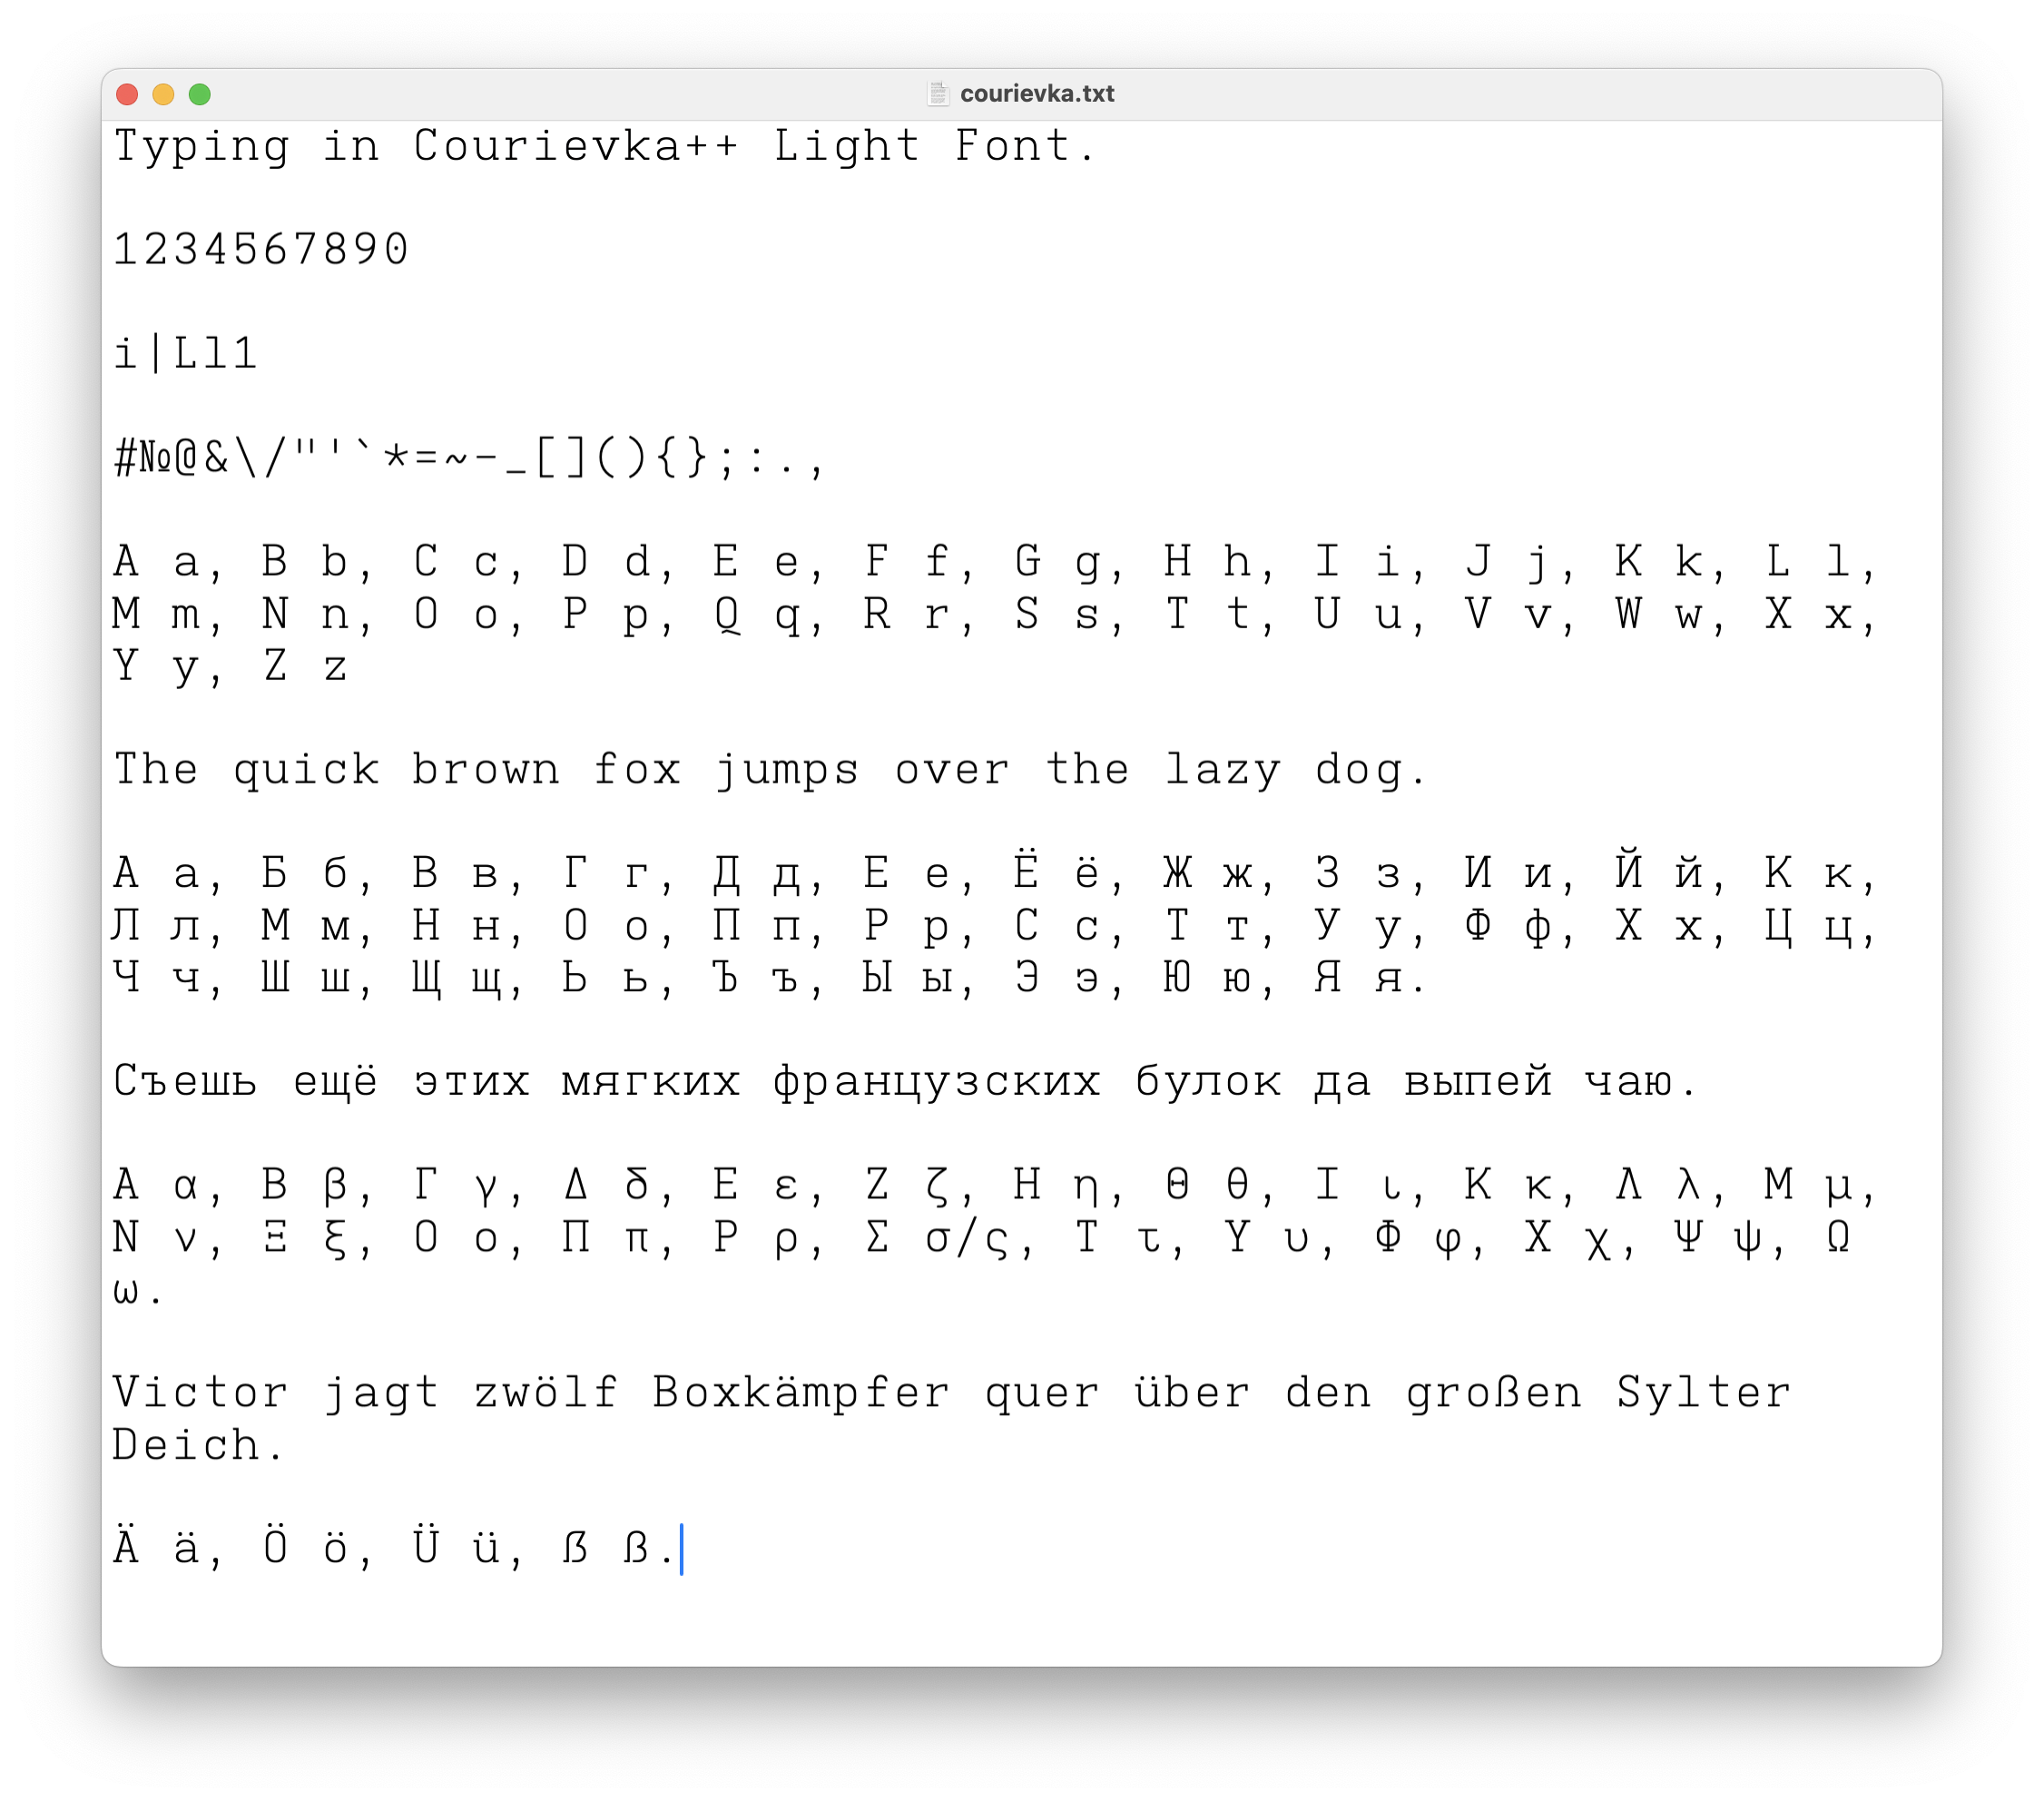 courievka.txt
Typing in Courievka++ Light Font.
1234567890
i|Ll1
#№@&\/"'`*=~-_[](){};:.,
A a, B b, C c, D d, E e, F f, G g, H h, I i, J j, K k, L l,
M m, N n, O o, P p, Q q, R r, S s, T t, U u, V v, W w, X x,
Y y, Z z
The quick brown fox jumps over the lazy dog.
А а, Б б, В в, Г г, Д д, Е е, Ё ё, Ж ж, З з, И и, Й й, К к,
Л л, М м, Н н, О о, П п, Р р, С с, Т т, У у, Ф ф, Х х, Ц ц,
Ч ч, Ш ш, Щ щ, Ь ь, Ъ ъ, Ы ы, Э э, Ю ю, Я я.
Съешь ещё этих мягких французских булок да выпей чаю.
Α α, Β β, Γ γ, Δ δ, Ε ε, Ζ ζ, Η η, Θ θ, Ι ι, Κ κ, Λ λ, Μ μ,
Ν ν, Ξ ξ, Ο ο, Π π, Ρ ρ, Σ σ/ς, Τ τ, Υ υ, Φ φ, Χ χ, Ψ ψ, Ω
ω.
Victor jagt zwölf Boxkämpfer quer über den großen Sylter
Deich.
Ä ä, Ö ö, Ü ü, ẞ ß.